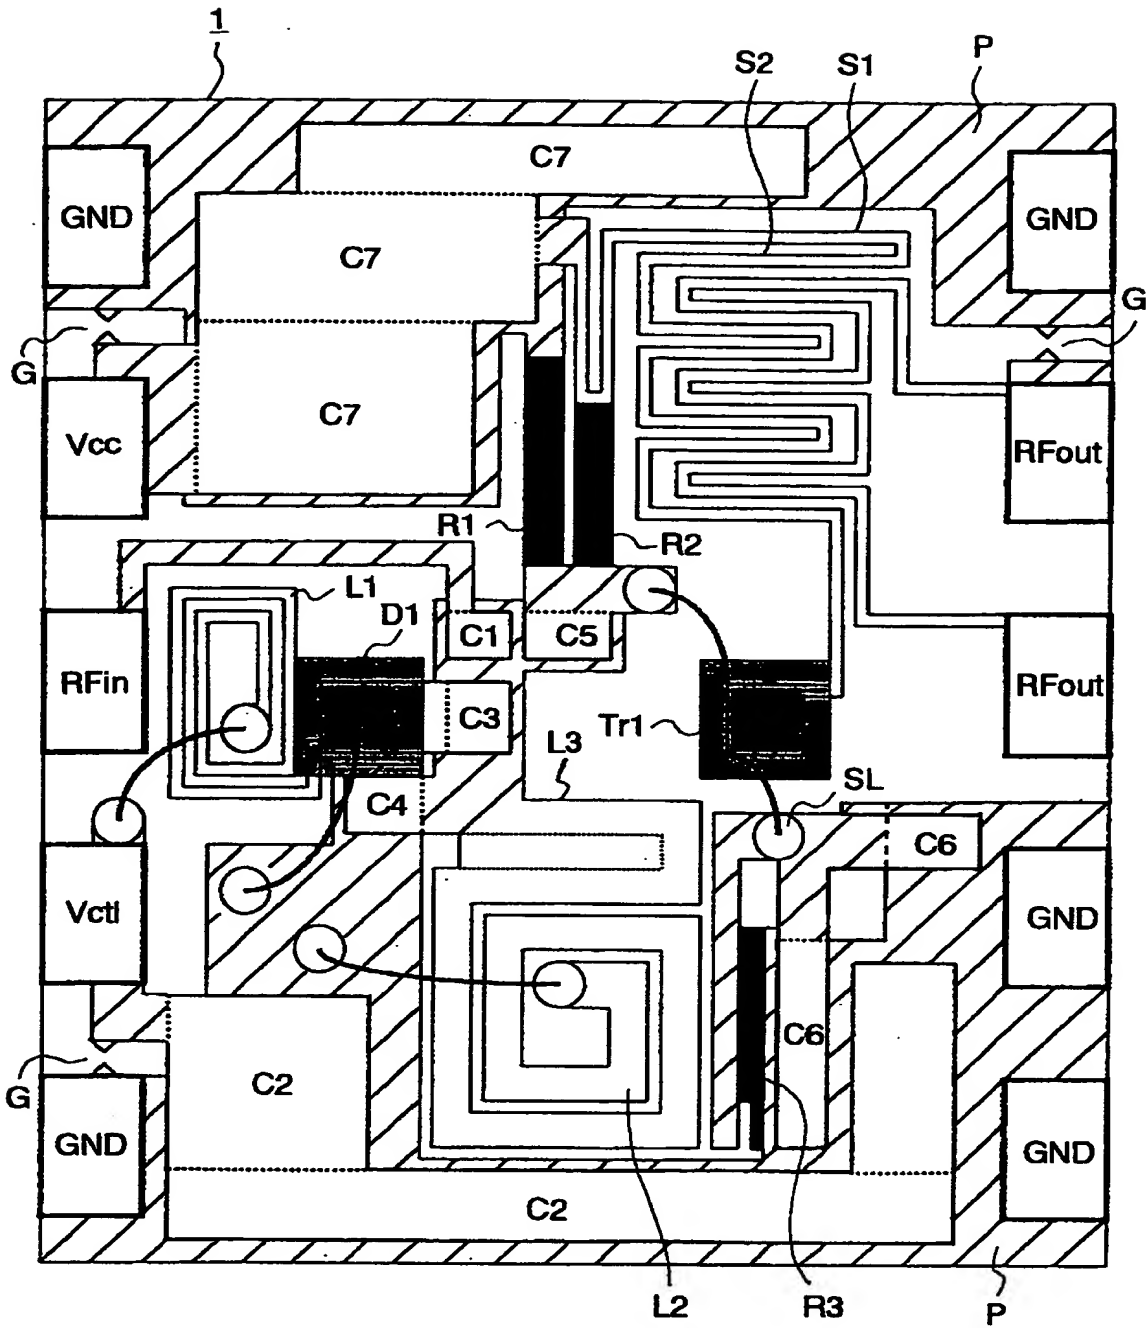 1
P
S2
S1
C7
GND
GND
C7
G
G
C7
Vcc
RFout
R1
R2
L1
D1
C1
C5
RFin
C3
Tr1
RFout
L3
SL
C4
C6
Vctl
GND
C6
G
C2
GND
GND
C2
L2
R3
P